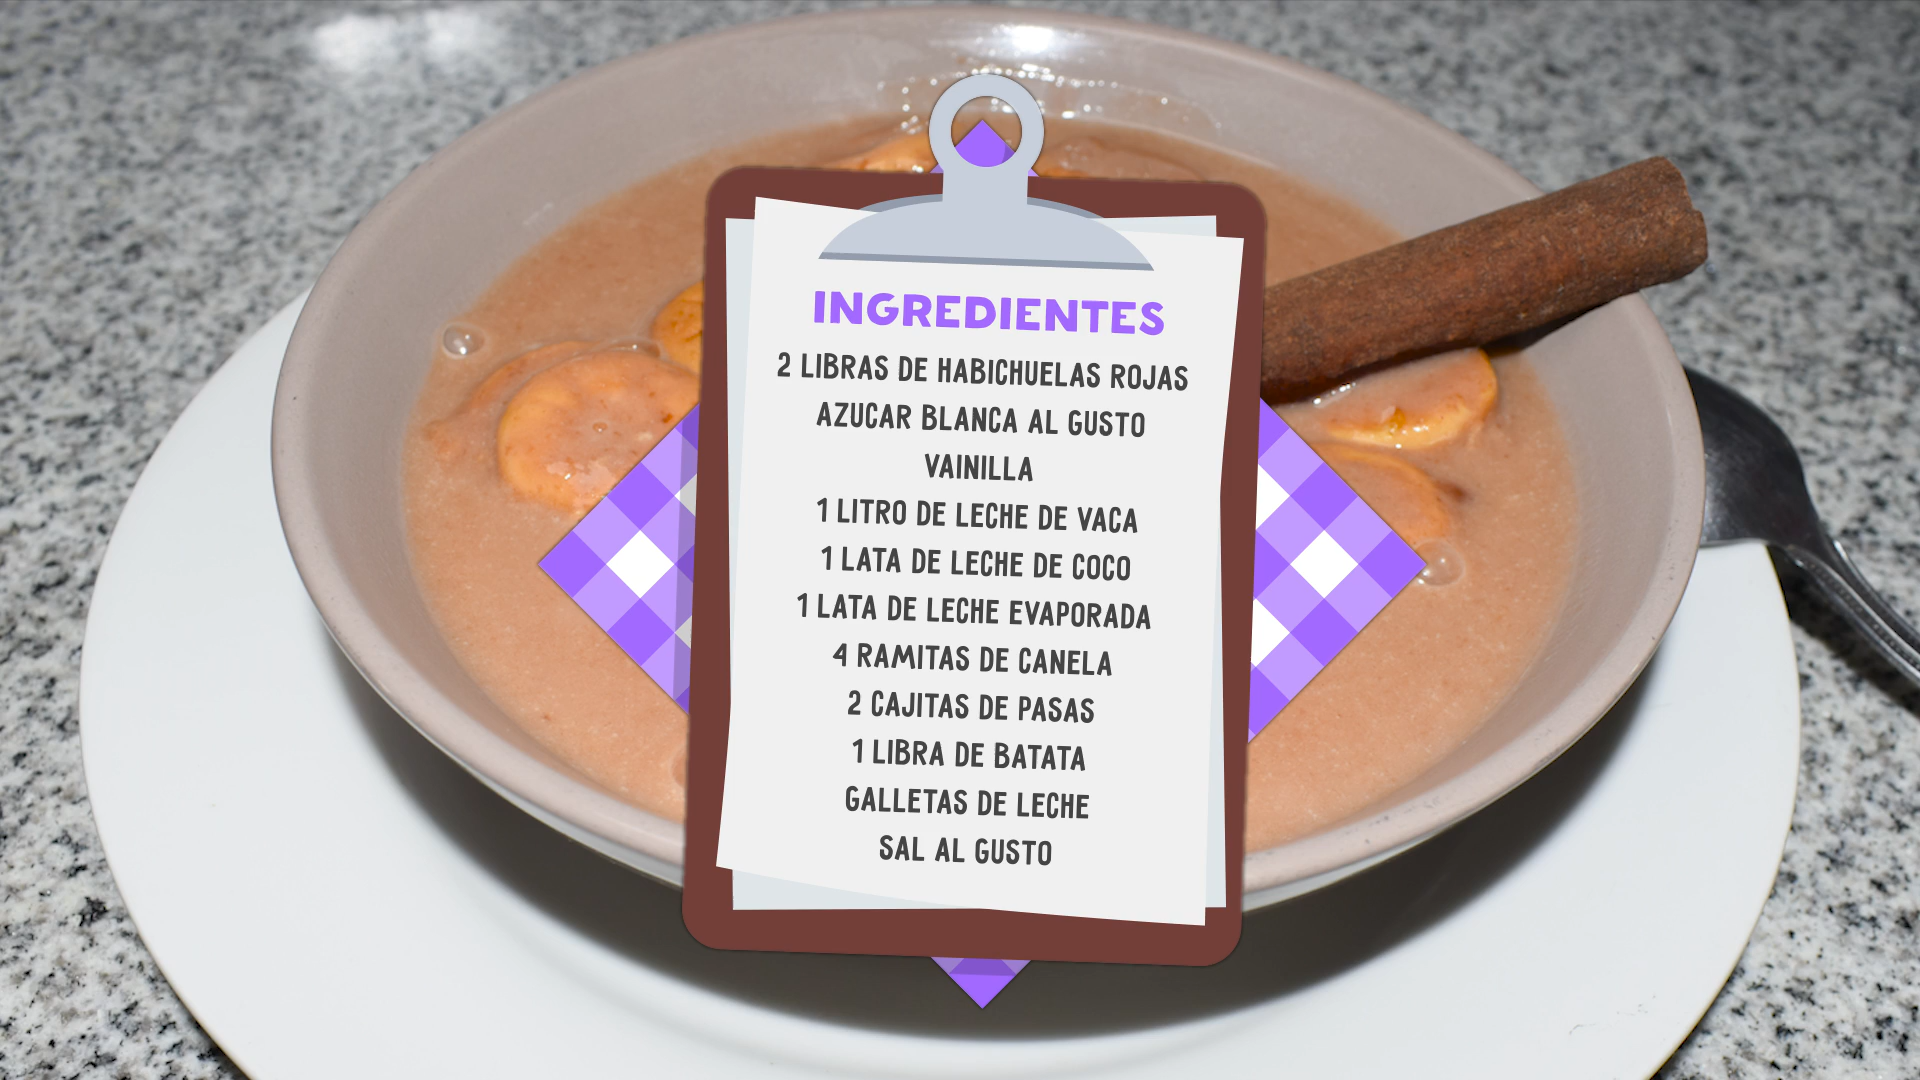 INGREDIENTES
2 LIBRAS DE HABICHUELAS ROJAS
AZUCAR BLANCA AL GUSTO
VAINILLA
1 LITRO DE LECHE DE VACA
1 LATA DE LECHE DE COCO
1 LATA DE LECHE EVAPORADA
4 RAMITAS DE CANELA
2 CAJITAS DE PASAS
1 LIBRA DE BATATA
GALLETAS DE LECHE
SAL AL GUSTO